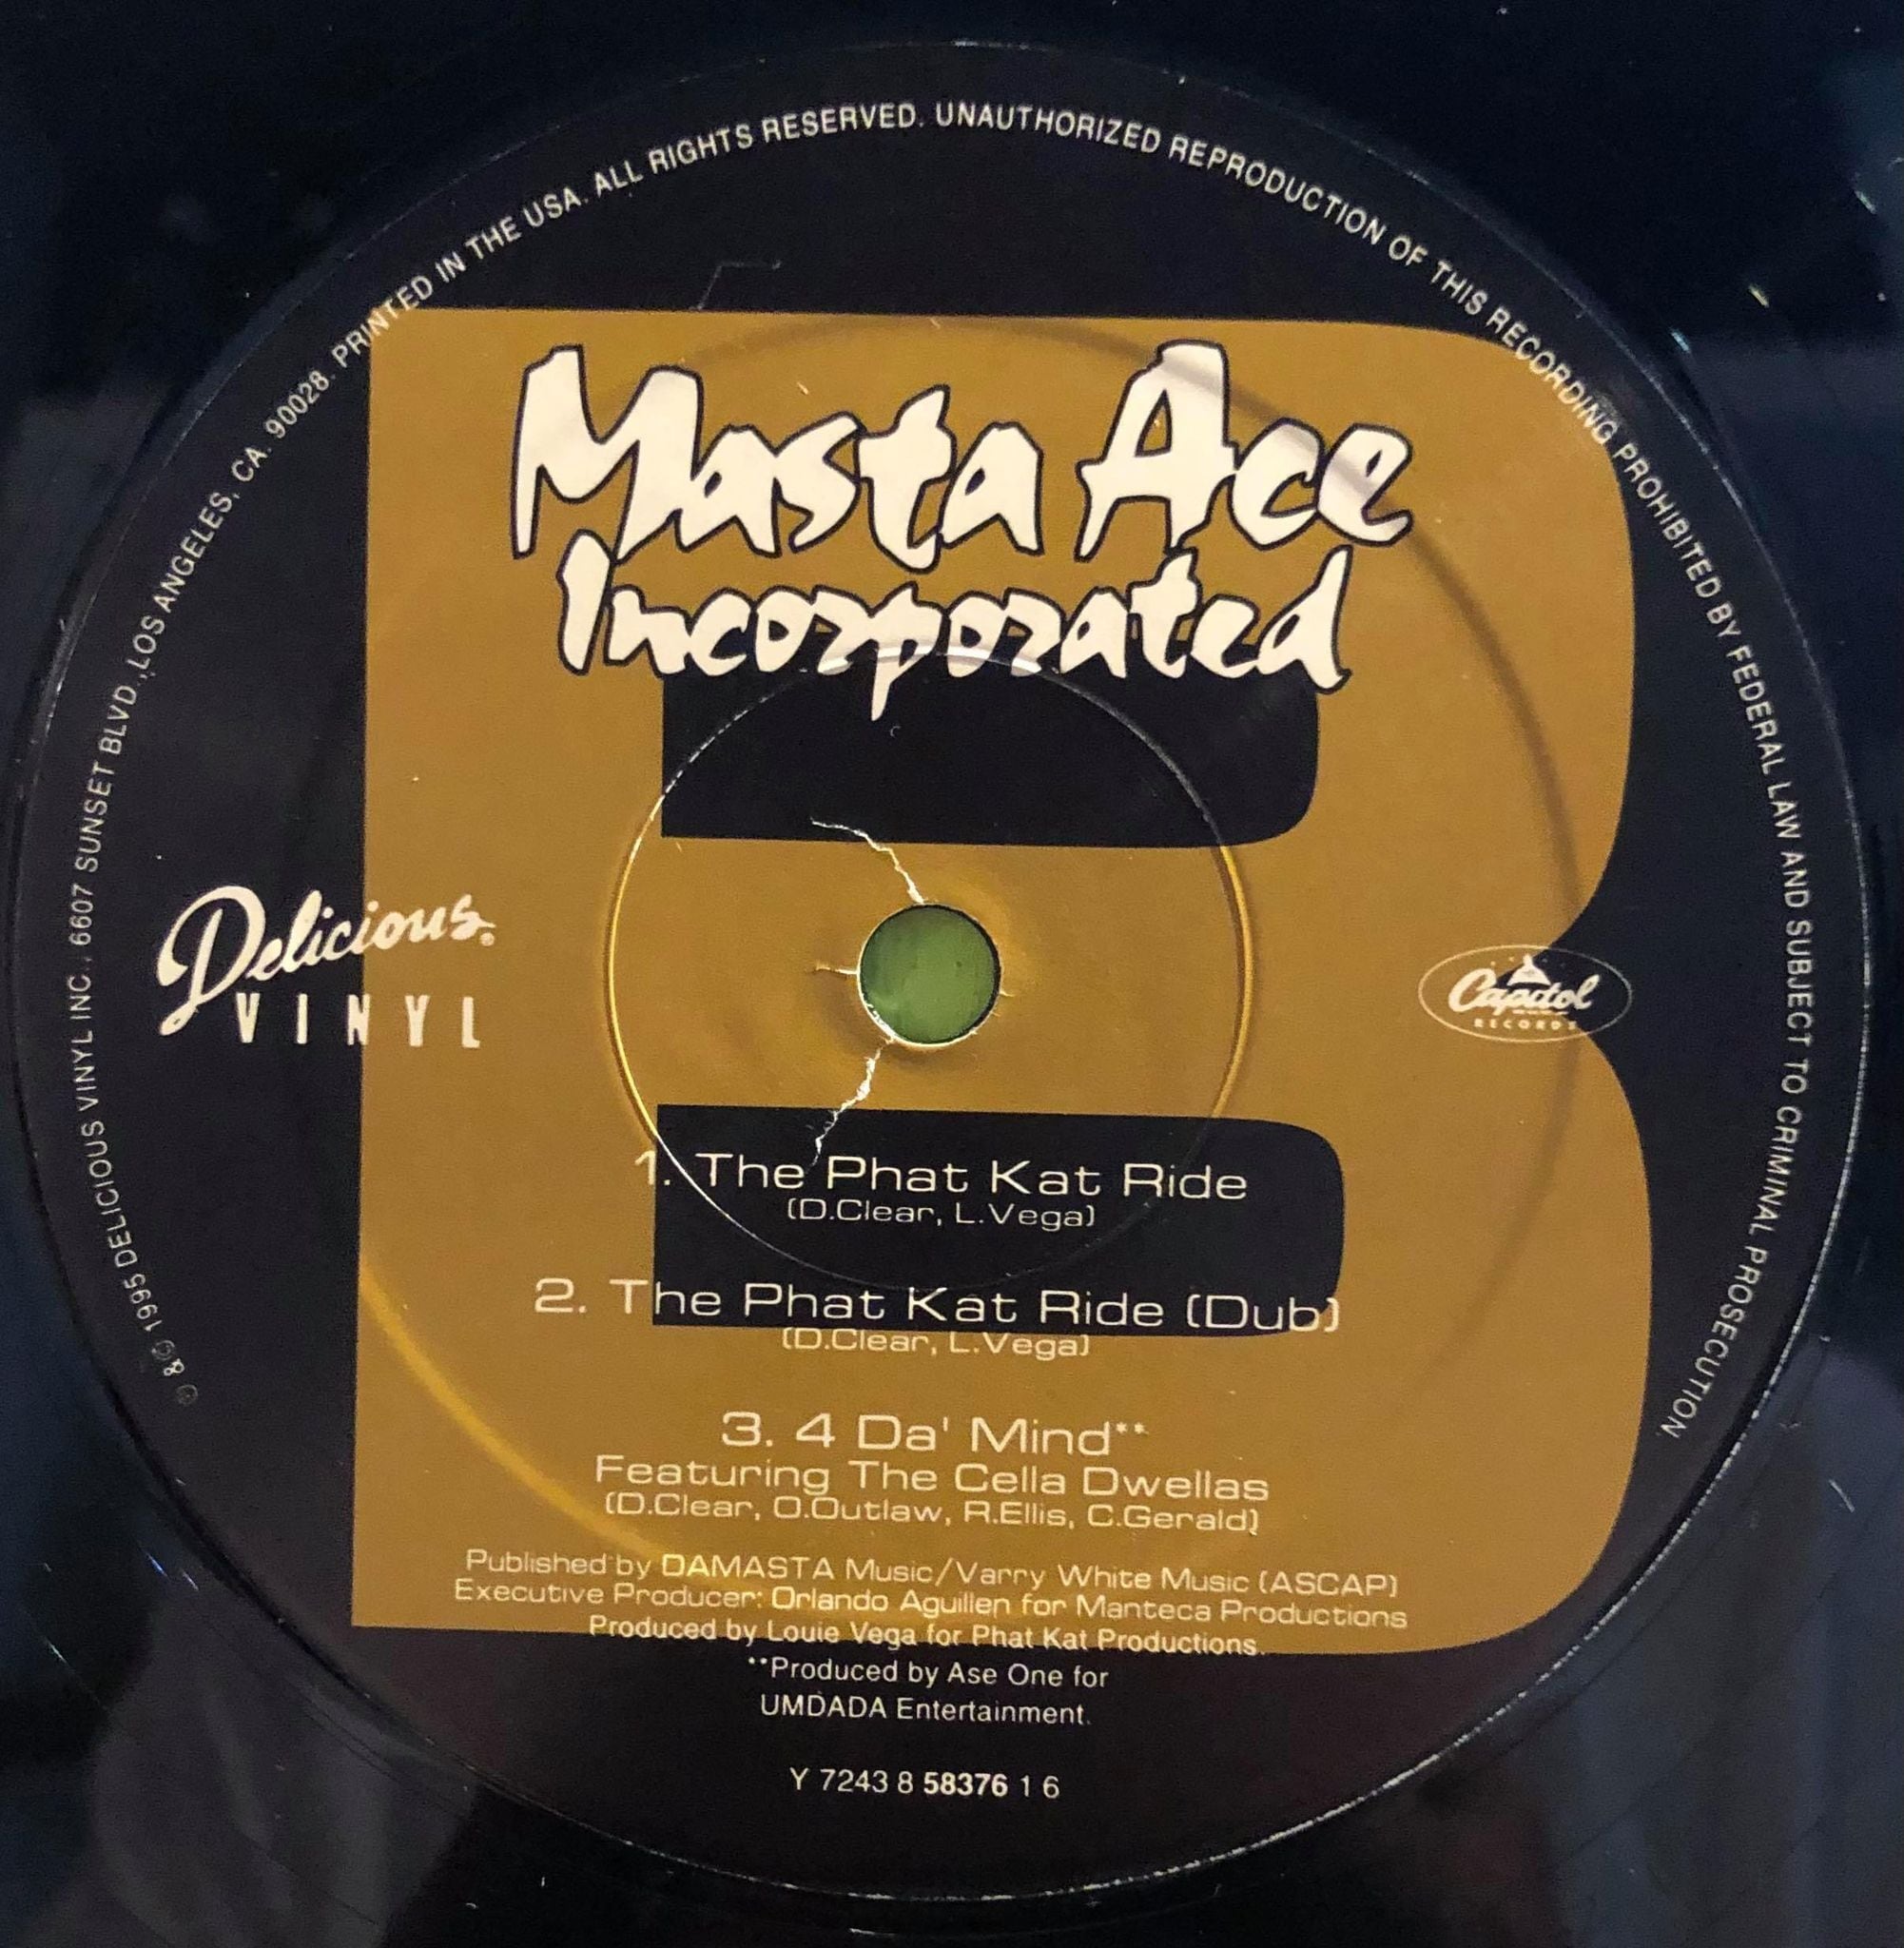 ℗ & © 1995 DELICIOUS VINYL INC., 6607 SUNSET BLVD., LOS ANGELES, CA. 90028. PRINTED IN THE USA. ALL RIGHTS RESERVED. UNAUTHORIZED REPRODUCTION OF THIS RECORDING PROHIBITED BY FEDERAL LAW AND SUBJECT TO CRIMINAL PROSECUTION.
B
Masta Ace
Incorporated
Delicious
VINYL
Capitol
RECORDS
1. The Phat Kat Ride
(D.Clear, L.Vega)
2. The Phat Kat Ride (Dub)
(D.Clear, L.Vega)
3. 4 Da' Mind**
Featuring The Cella Dwellas
(D.Clear, O.Outlaw, R.Ellis, C.Gerald)
Published by DAMASTA Music/Varry White Music (ASCAP)
Executive Producer: Orlando Aguillen for Manteca Productions
Produced by Louie Vega for Phat Kat Productions.
**Produced by Ase One for
UMDADA Entertainment.
Y 7243 8 58376 1 6